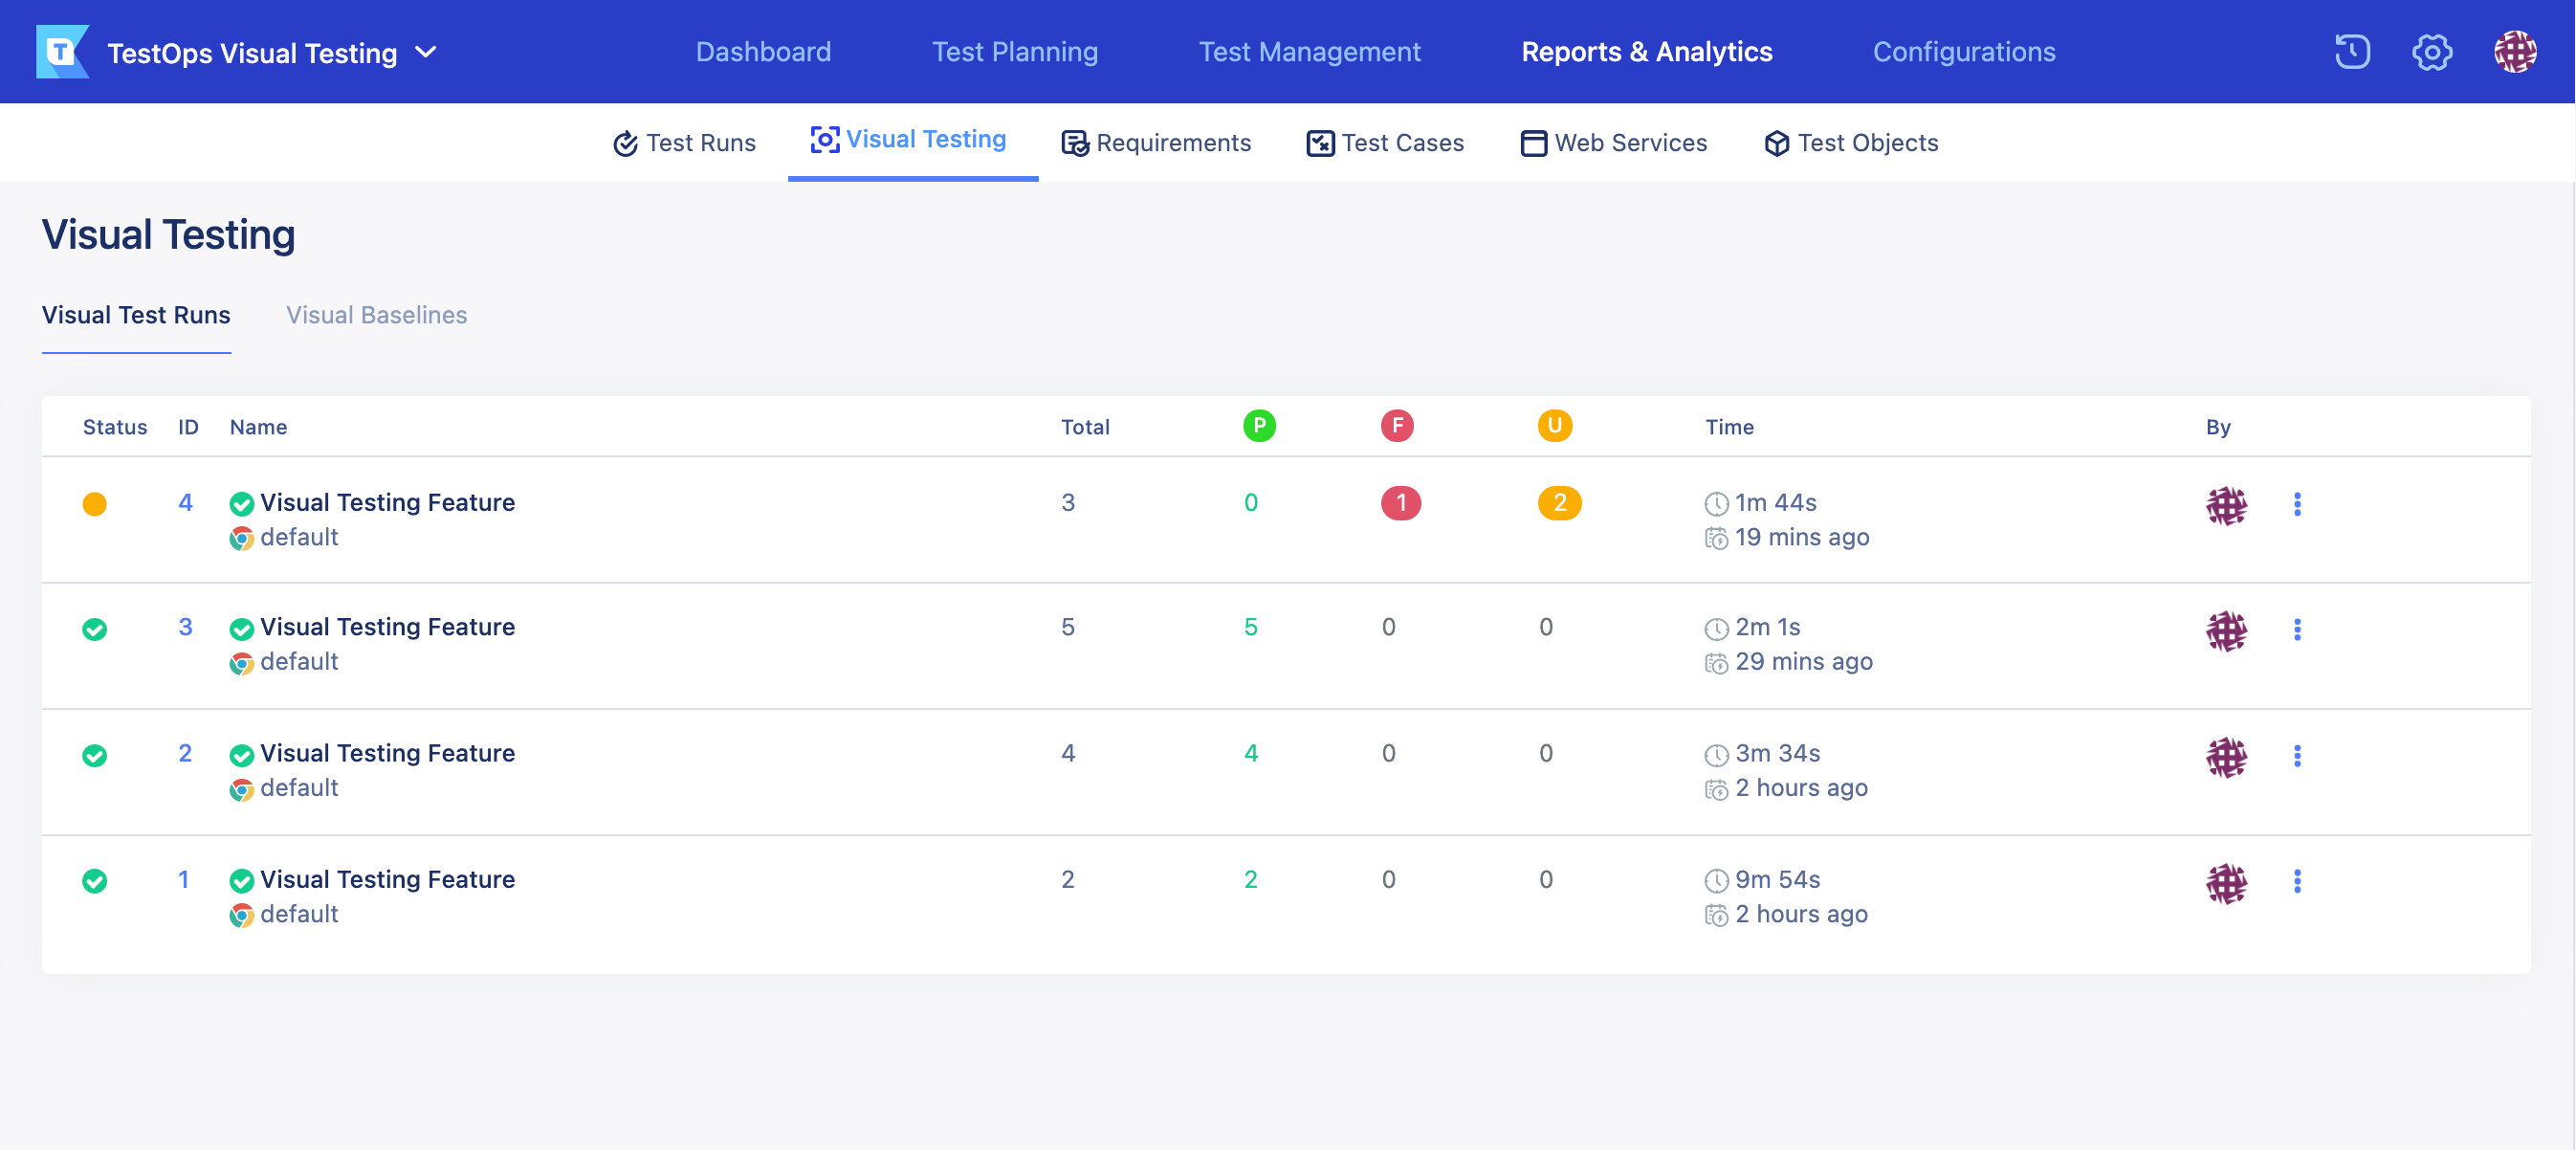 TestOps Visual Testing Dashboard Test Planning Test Management Reports & Analytics Configurations
Test Runs Visual Testing Requirements Test Cases Web Services Test Objects
Visual Testing
Visual Test Runs Visual Baselines
Status ID Name Total P F U Time By
4 Visual Testing Feature 3 0 1 2 1m 44s
default 19 mins ago
3 Visual Testing Feature 5 5 0 0 2m 1s
default 29 mins ago
2 Visual Testing Feature 4 4 0 0 3m 34s
default 2 hours ago
1 Visual Testing Feature 2 2 0 0 9m 54s
default 2 hours ago